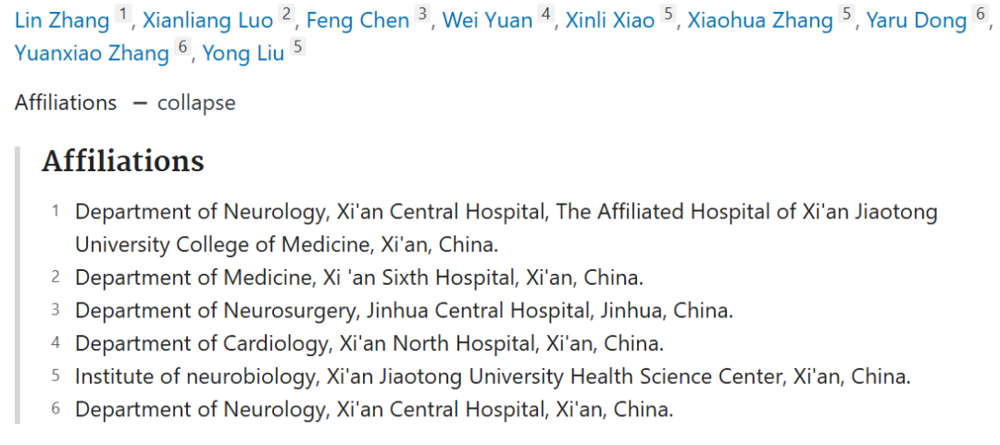 Lin Zhang 1, Xianliang Luo 2, Feng Chen 3, Wei Yuan 4, Xinli Xiao 5, Xiaohua Zhang 5, Yaru Dong 6,
Yuanxiao Zhang 6, Yong Liu 5
Affiliations − collapse
Affiliations
1 Department of Neurology, Xi'an Central Hospital, The Affiliated Hospital of Xi'an Jiaotong
University College of Medicine, Xi'an, China.
2 Department of Medicine, Xi 'an Sixth Hospital, Xi'an, China.
3 Department of Neurosurgery, Jinhua Central Hospital, Jinhua, China.
4 Department of Cardiology, Xi'an North Hospital, Xi'an, China.
5 Institute of neurobiology, Xi'an Jiaotong University Health Science Center, Xi'an, China.
6 Department of Neurology, Xi'an Central Hospital, Xi'an, China.